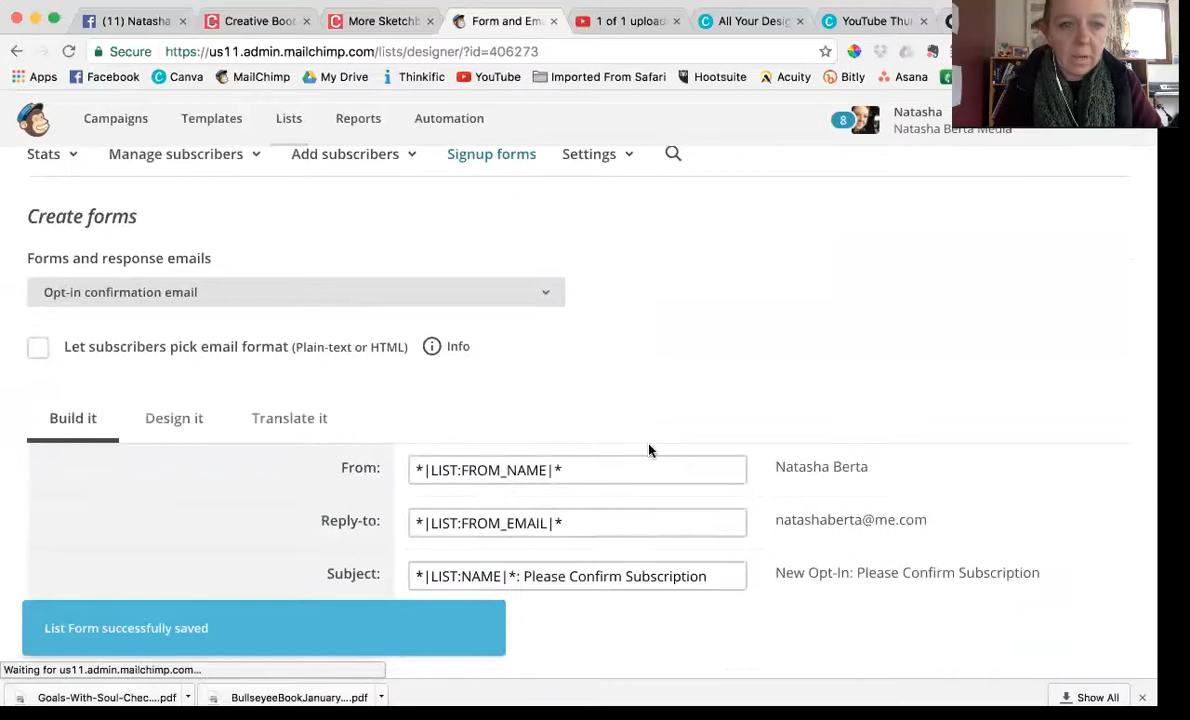 (11) Natasha
Creative Boot
More Sketchb
Form and Em
1 of 1 upload
All Your Desig
YouTube Thu
Secure https://us11.admin.mailchimp.com/lists/designer/?id=406273
Apps Facebook Canva MailChimp My Drive Thinkific YouTube Imported From Safari Hootsuite Acuity Bitly Asana
Campaigns Templates Lists Reports Automation 8 Natasha
Natasha Berta Media
Stats Manage subscribers Add subscribers Signup forms Settings
Create forms
Forms and response emails
Opt-in confirmation email
Let subscribers pick email format (Plain-text or HTML) Info
Build it Design it Translate it
From: *|LIST:FROM_NAME|* Natasha Berta
Reply-to: *|LIST:FROM_EMAIL|* natashaberta@me.com
Subject: *|LIST:NAME|*: Please Confirm Subscription New Opt-In: Please Confirm Subscription
List Form successfully saved
Waiting for us11.admin.mailchimp.com...
Goals-With-Soul-Chec....pdf BullseyeeBookJanuary....pdf Show All